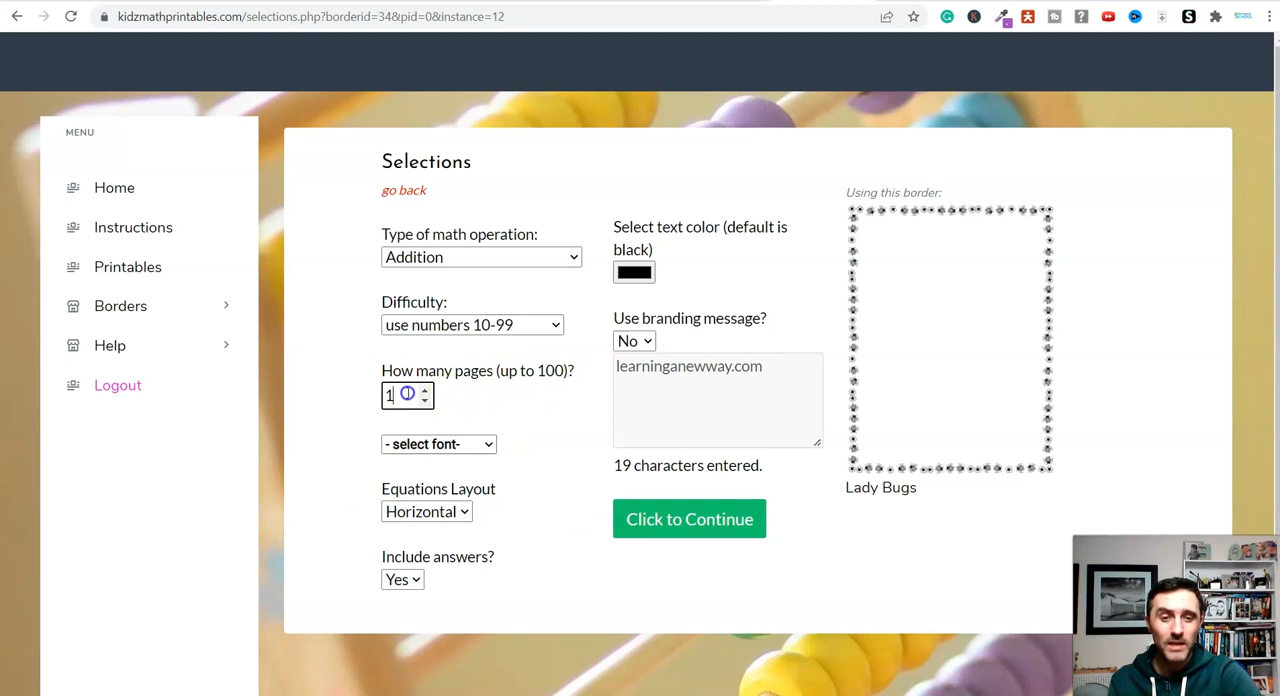 kidzmathprintables.com/selections.php?borderid=34&pid=0&instance=12
MENU
Home
Instructions
Printables
Borders
Help
Logout
Selections
go back
Type of math operation:
Addition
Difficulty:
use numbers 10-99
How many pages (up to 100)?
1
- select font-
Equations Layout
Horizontal
Include answers?
Yes
Select text color (default is
black)
Use branding message?
No
learninganewway.com
19 characters entered.
Click to Continue
Using this border:
Lady Bugs